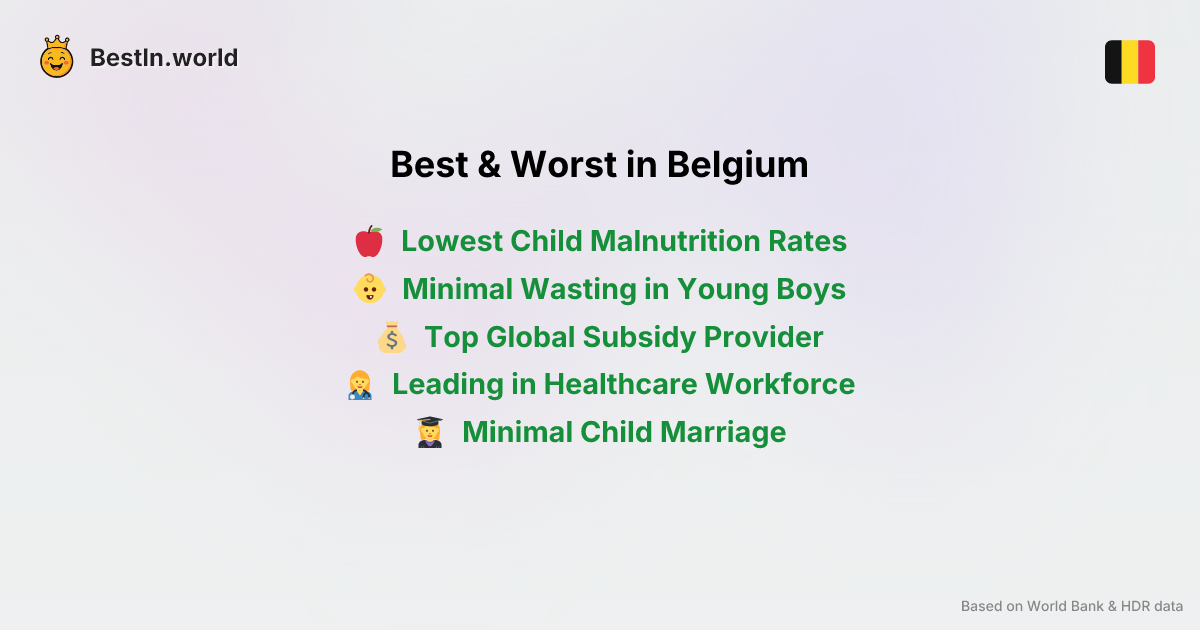 BestIn.world
Best & Worst in Belgium
Lowest Child Malnutrition Rates
Minimal Wasting in Young Boys
Top Global Subsidy Provider
Leading in Healthcare Workforce
Minimal Child Marriage
Based on World Bank & HDR data